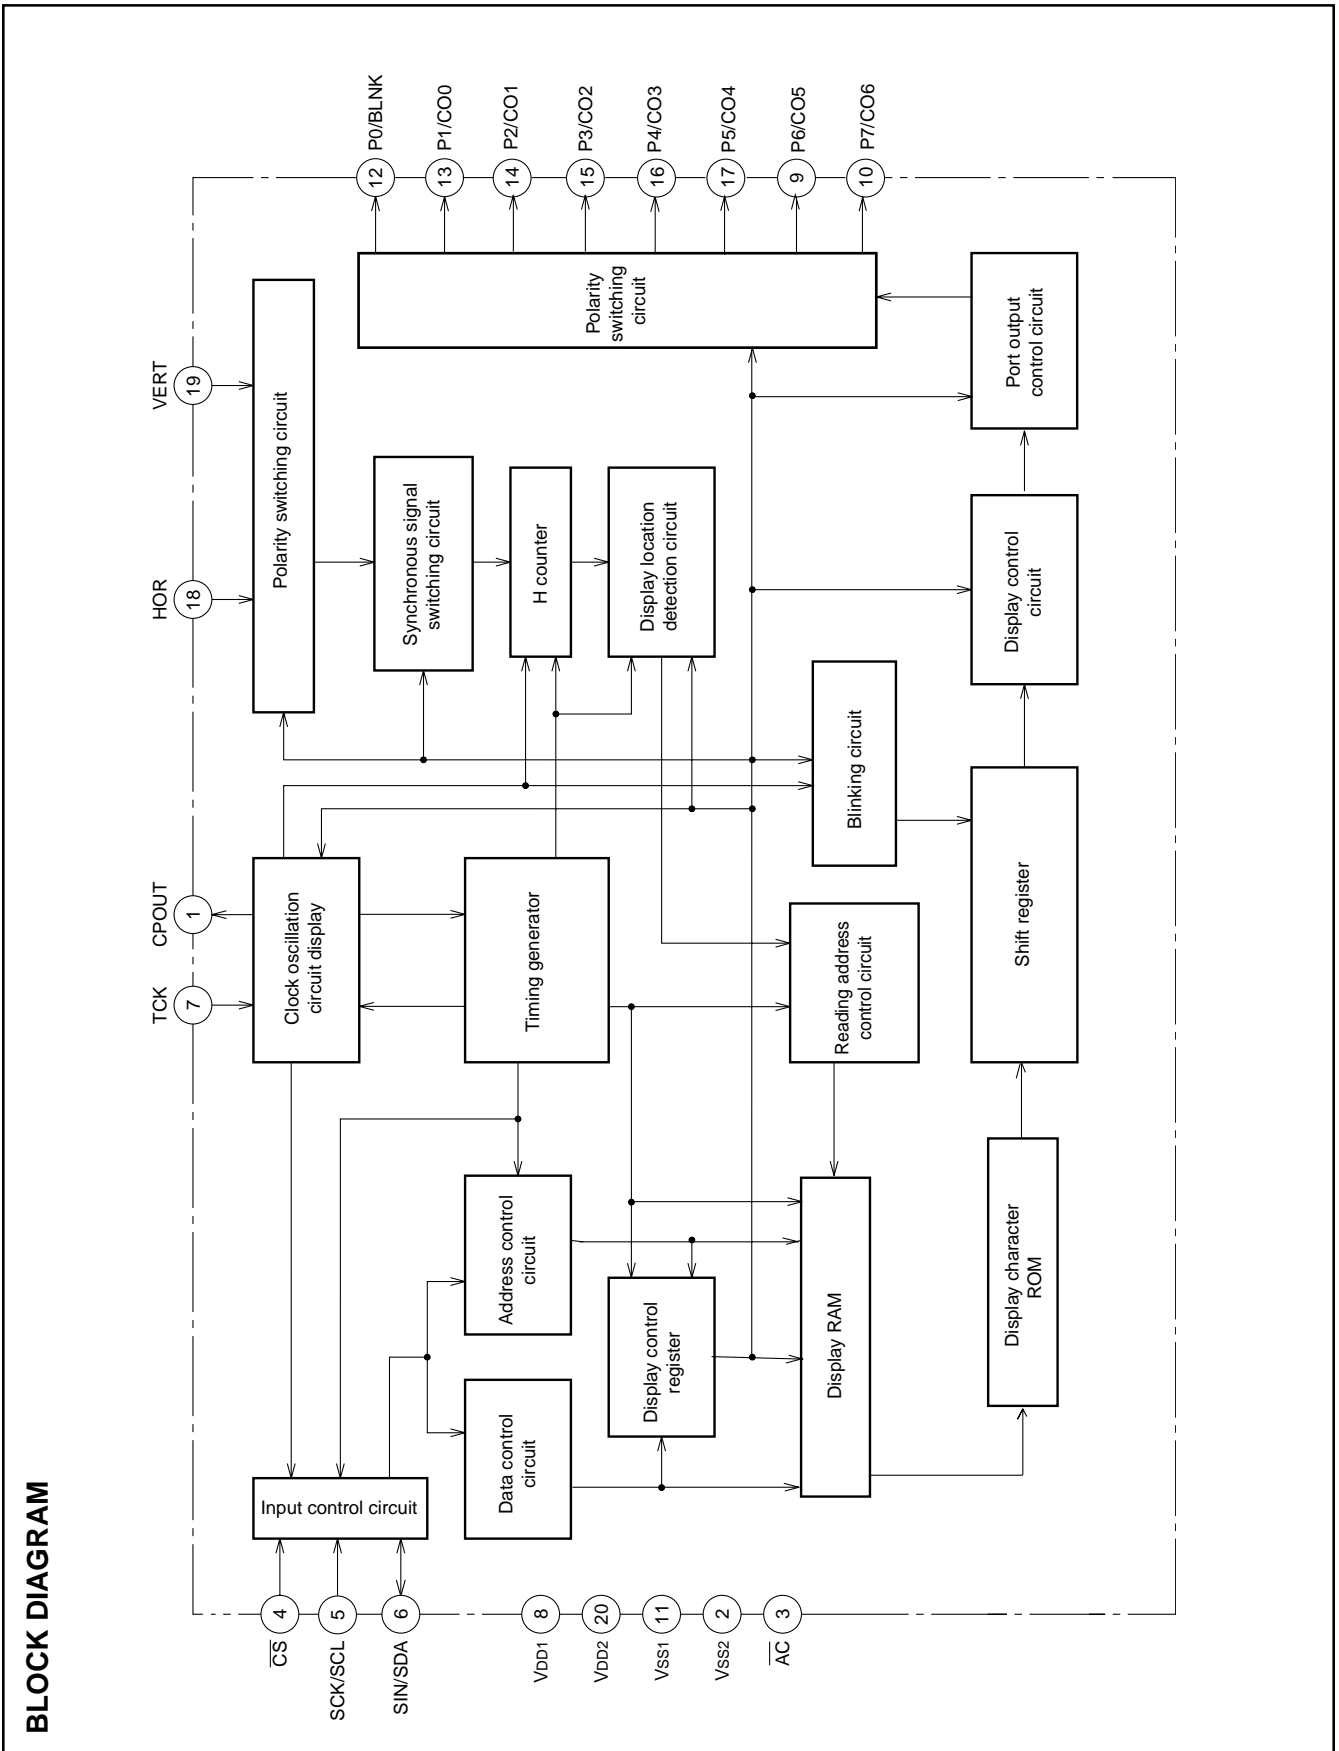 BLOCK DIAGRAM
CS
4
SCK/SCL
5
SIN/SDA
6
VDD1
8
VDD2
20
VSS1
11
VSS2
2
AC
3
TCK
7
CPOUT
1
HOR
18
VERT
19
Input control circuit
Clock oscillation
circuit display
Polarity switching circuit
Data control
circuit
Address control
circuit
Timing generator
Synchronous signal
switching circuit
H counter
Display location
detection circuit
Display control
register
Display RAM
Reading address
control circuit
Blinking circuit
Display character
ROM
Shift register
Display control
circuit
Port output
control circuit
Polarity
switching
circuit
12
P0/BLNK
13
P1/CO0
14
P2/CO1
15
P3/CO2
16
P4/CO3
17
P5/CO4
9
P6/CO5
10
P7/CO6